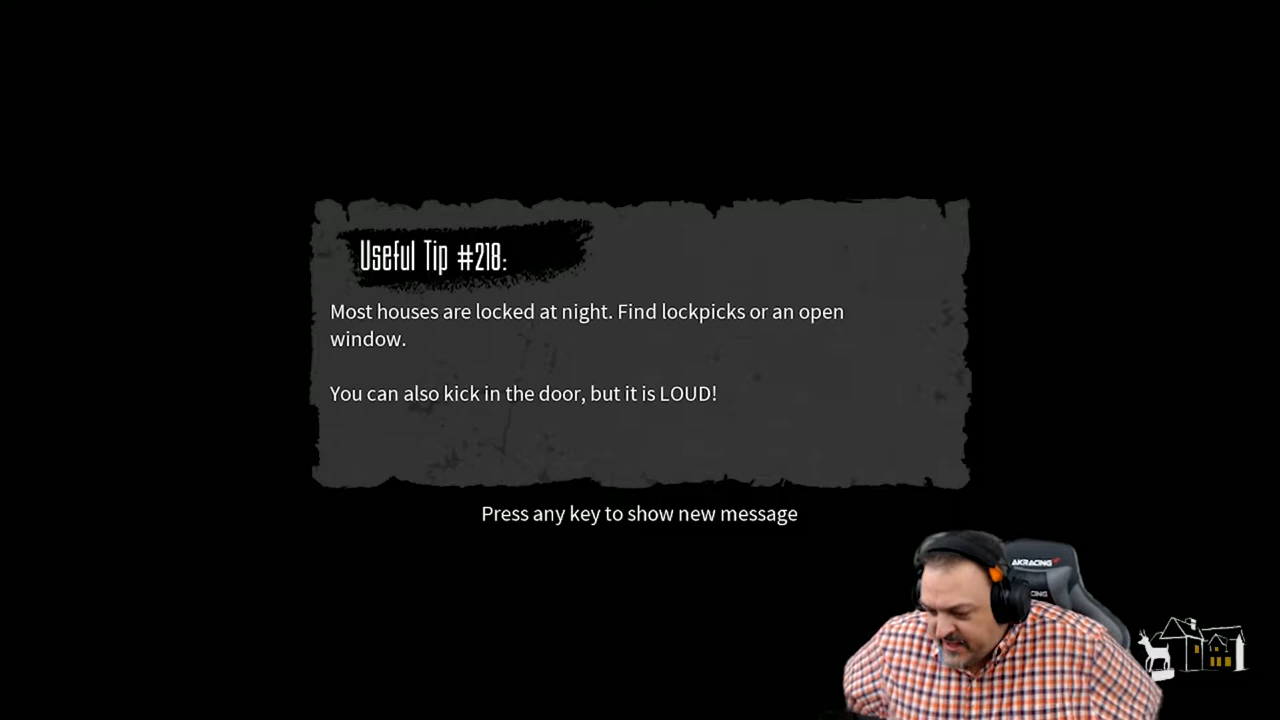 Useful Tip #218:
Most houses are locked at night. Find lockpicks or an open
window.
You can also kick in the door, but it is LOUD!
Press any key to show new message
AKRACING